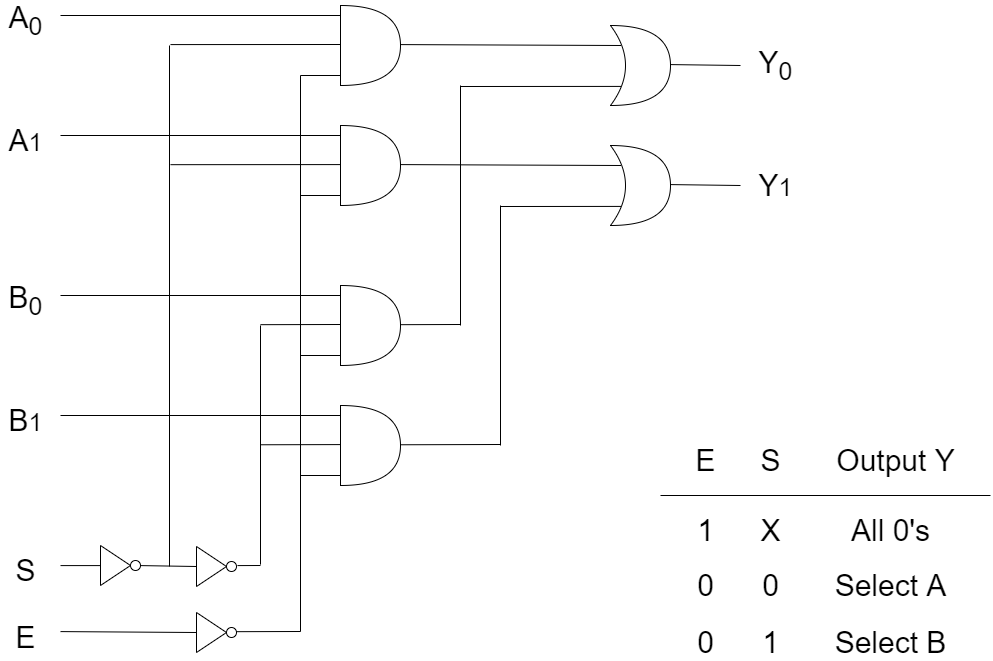 A0
Y0
A1
Y1
B0
B1
E S Output Y
1 X All 0's
0 0 Select A
0 1 Select B
S
E